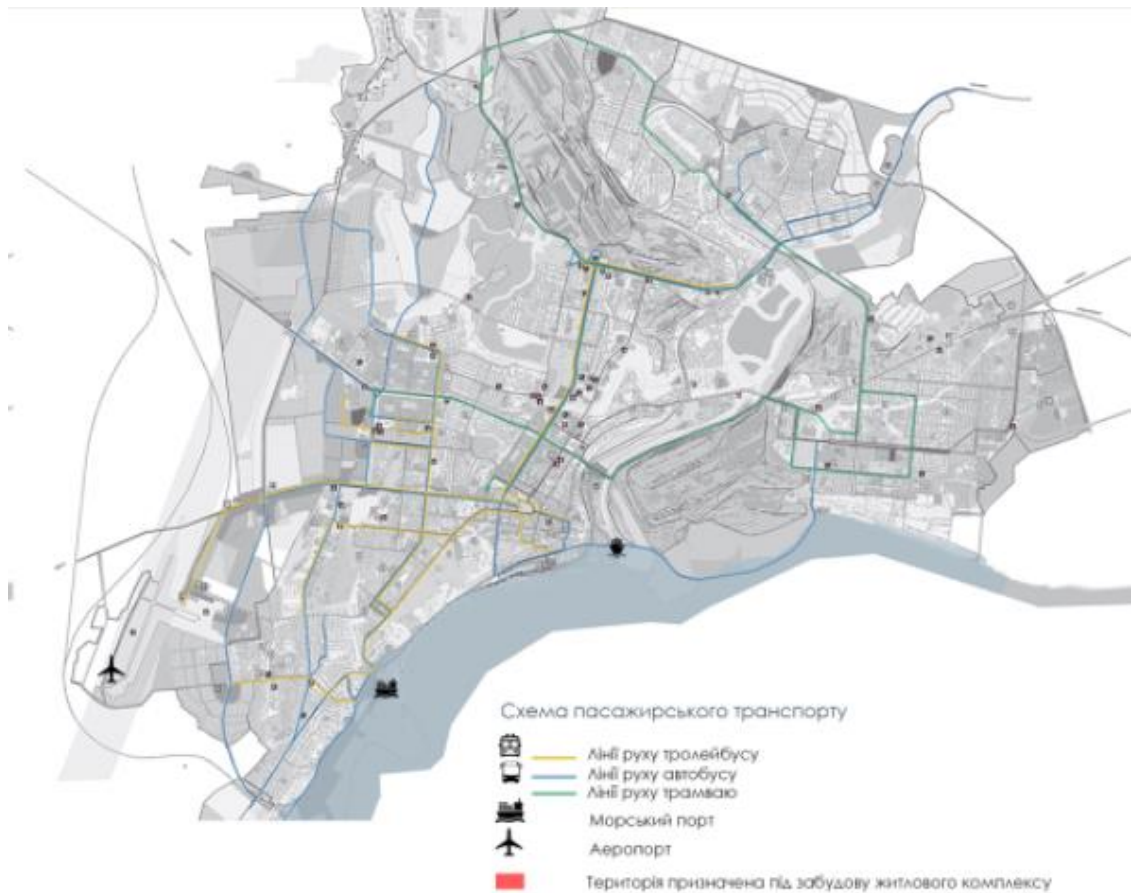 Схема пасажирського транспорту
Лінії руху тролейбусу
Лінії руху автобусу
Лінії руху трамваю
Морський порт
Аеропорт
Територія призначена під забудову житлового комплексу